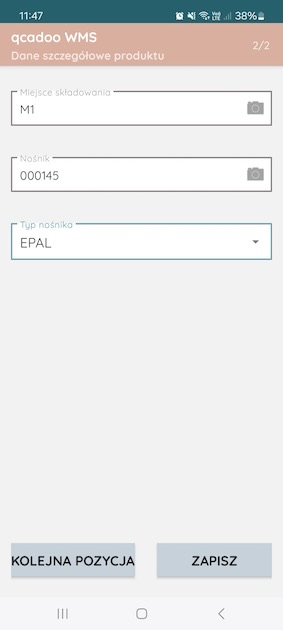 11:47
38%
qcadoo WMS
2/2
Dane szczegółowe produktu
Miejsce składowania
M1
Nośnik
000145
Typ nośnika
EPAL
KOLEJNA POZYCJA
ZAPISZ